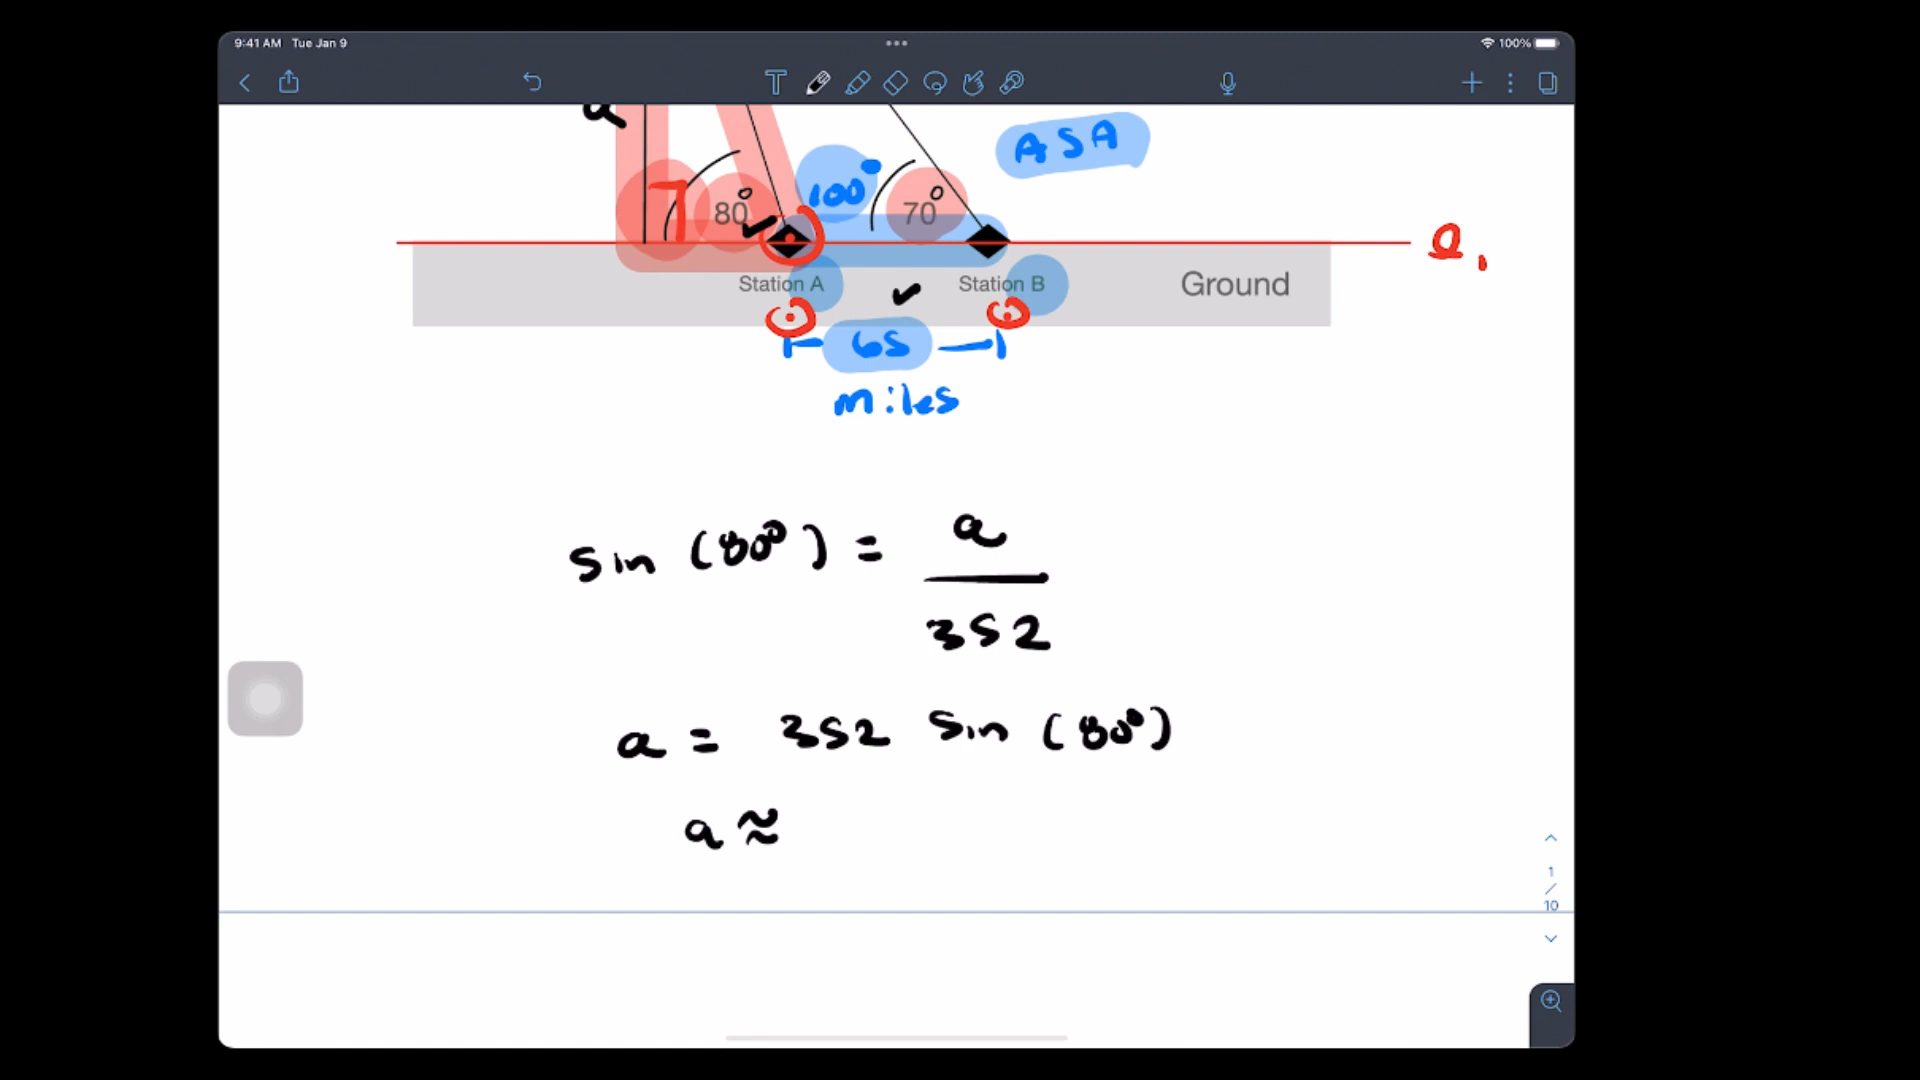 9:41 AM Tue Jan 9
100%
T
a
ASA
80° 100° 70°
a.
Station A Station B Ground
65
miles
sin (80°) = a
352
a = 352 sin (80°)
a ≈
1
/
10